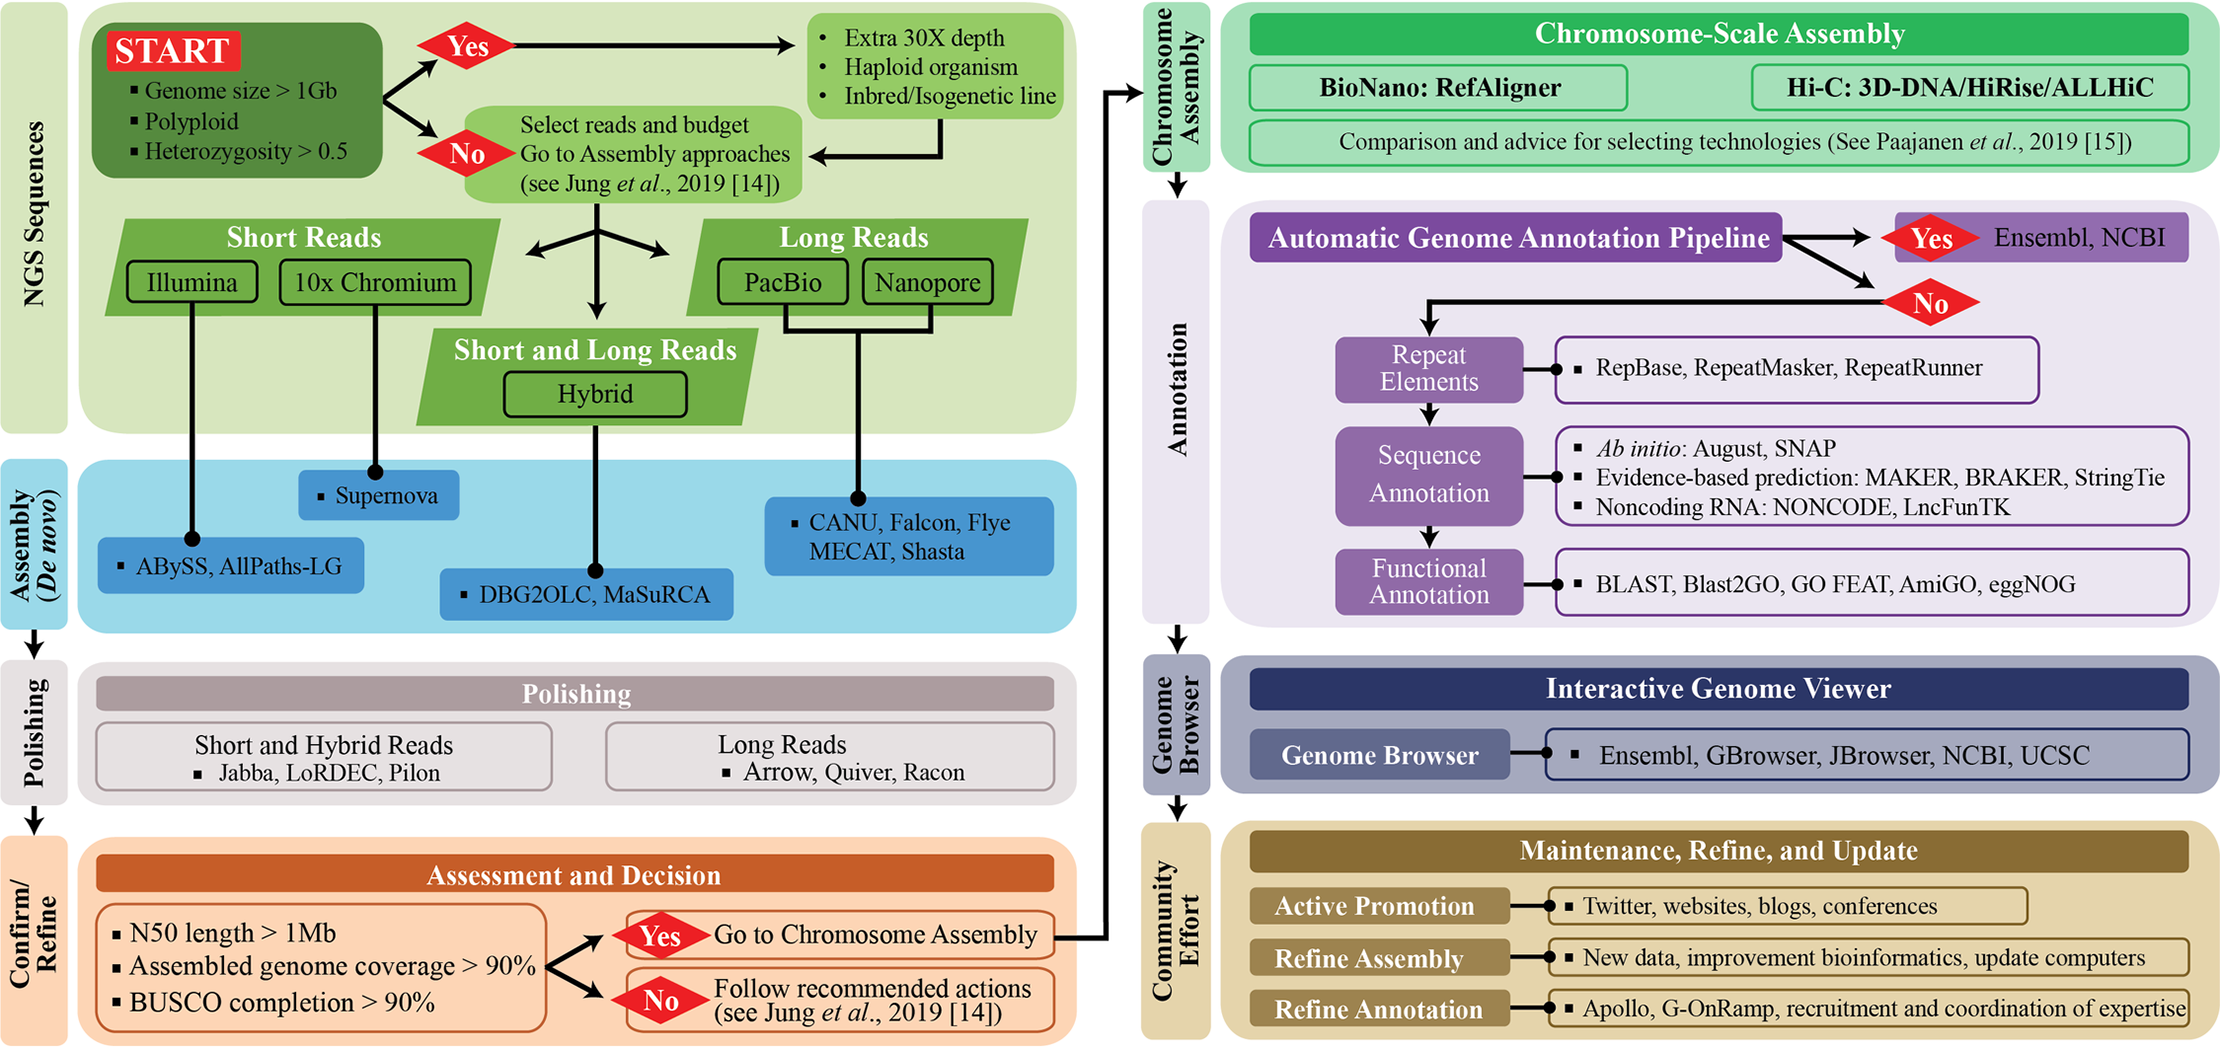 NGS Sequences
START
▪ Genome size > 1Gb
▪ Polyploid
▪ Heterozygosity > 0.5
Yes
• Extra 30X depth
• Haploid organism
• Inbred/Isogenetic line
No
Select reads and budget
Go to Assembly approaches
(see Jung et al., 2019 [14])
Short Reads
Illumina
10x Chromium
Long Reads
PacBio
Nanopore
Short and Long Reads
Hybrid
Assembly
(De novo)
▪ Supernova
▪ ABySS, AllPaths-LG
▪ DBG2OLC, MaSuRCA
▪ CANU, Falcon, Flye
MECAT, Shasta
Polishing
Polishing
Short and Hybrid Reads
▪ Jabba, LoRDEC, Pilon
Long Reads
▪ Arrow, Quiver, Racon
Confirm/
Refine
Assessment and Decision
▪ N50 length > 1Mb
▪ Assembled genome coverage > 90%
▪ BUSCO completion > 90%
Yes
Go to Chromosome Assembly
No
Follow recommended actions
(see Jung et al., 2019 [14])
Chromosome
Assembly
Chromosome-Scale Assembly
BioNano: RefAligner
Hi-C: 3D-DNA/HiRise/ALLHiC
Comparison and advice for selecting technologies (See Paajanen et al., 2019 [15])
Annotation
Automatic Genome Annotation Pipeline
Yes
Ensembl, NCBI
No
Repeat
Elements
▪ RepBase, RepeatMasker, RepeatRunner
Sequence
Annotation
▪ Ab initio: August, SNAP
▪ Evidence-based prediction: MAKER, BRAKER, StringTie
▪ Noncoding RNA: NONCODE, LncFunTK
Functional
Annotation
▪ BLAST, Blast2GO, GO FEAT, AmiGO, eggNOG
Genome
Browser
Interactive Genome Viewer
Genome Browser
▪ Ensembl, GBrowser, JBrowser, NCBI, UCSC
Community
Effort
Maintenance, Refine, and Update
Active Promotion
▪ Twitter, websites, blogs, conferences
Refine Assembly
▪ New data, improvement bioinformatics, update computers
Refine Annotation
▪ Apollo, G-OnRamp, recruitment and coordination of expertise